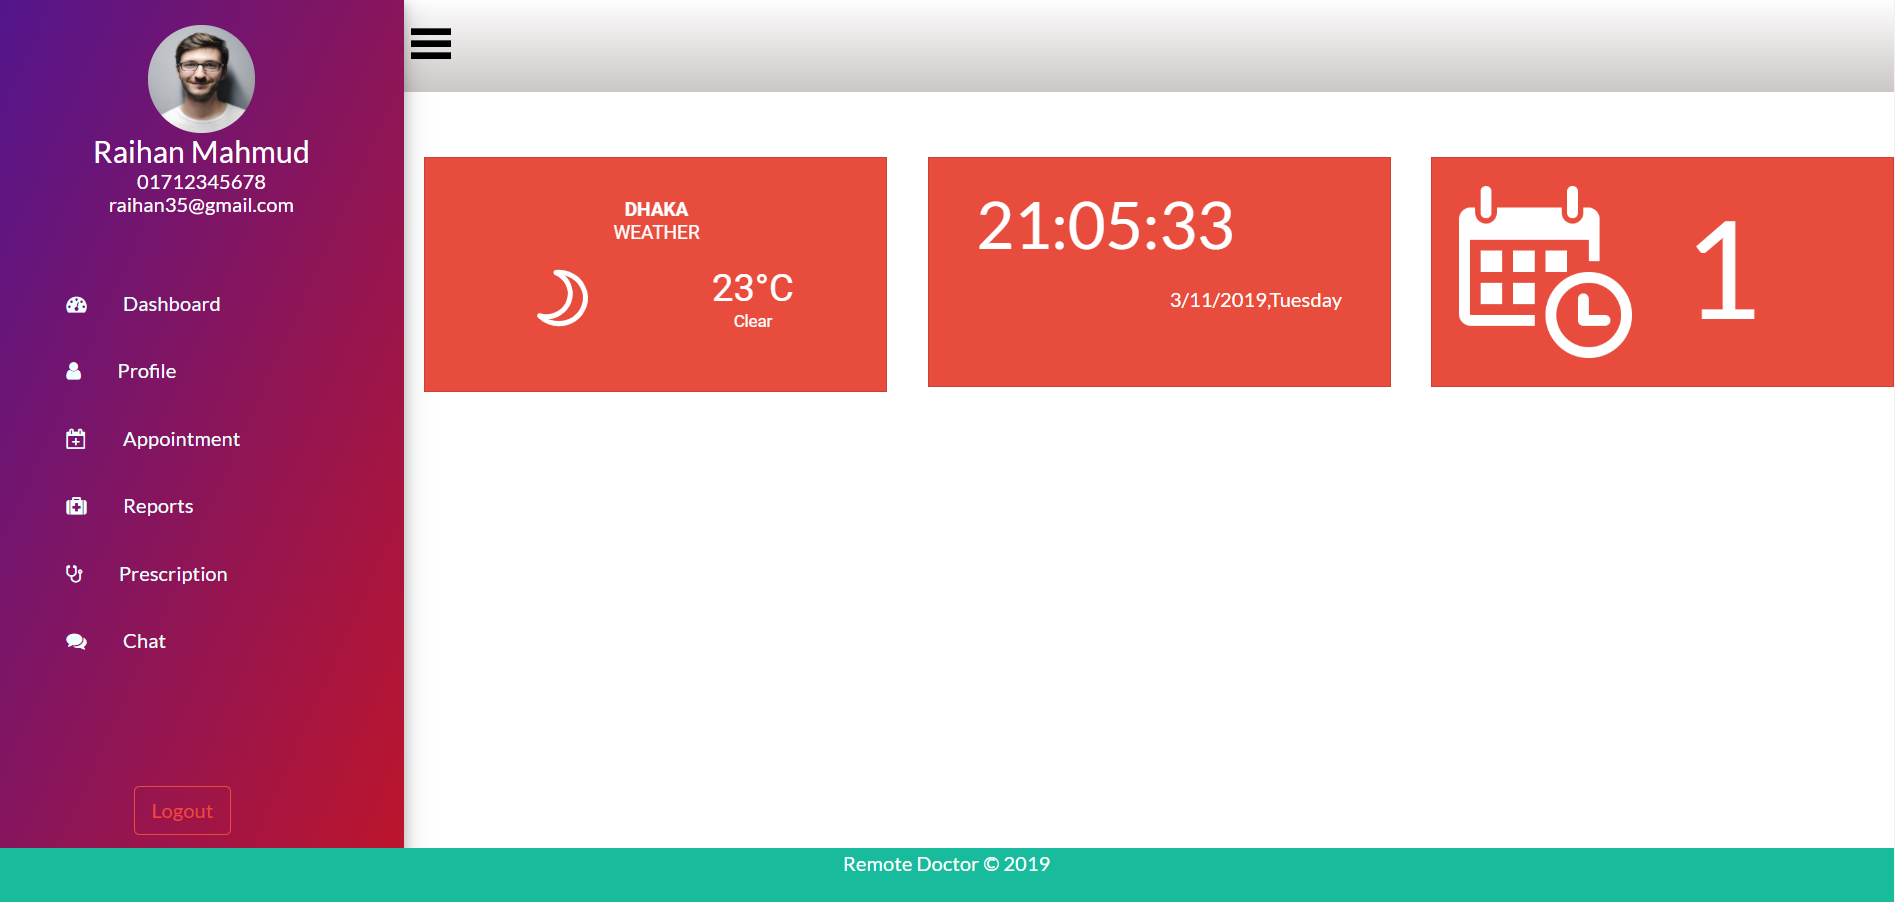 Raihan Mahmud
01712345678
raihan35@gmail.com
Dashboard
Profile
Appointment
Reports
Prescription
Chat
Logout
DHAKA
WEATHER
23°C
Clear
21:05:33
3/11/2019,Tuesday
1
Remote Doctor © 2019